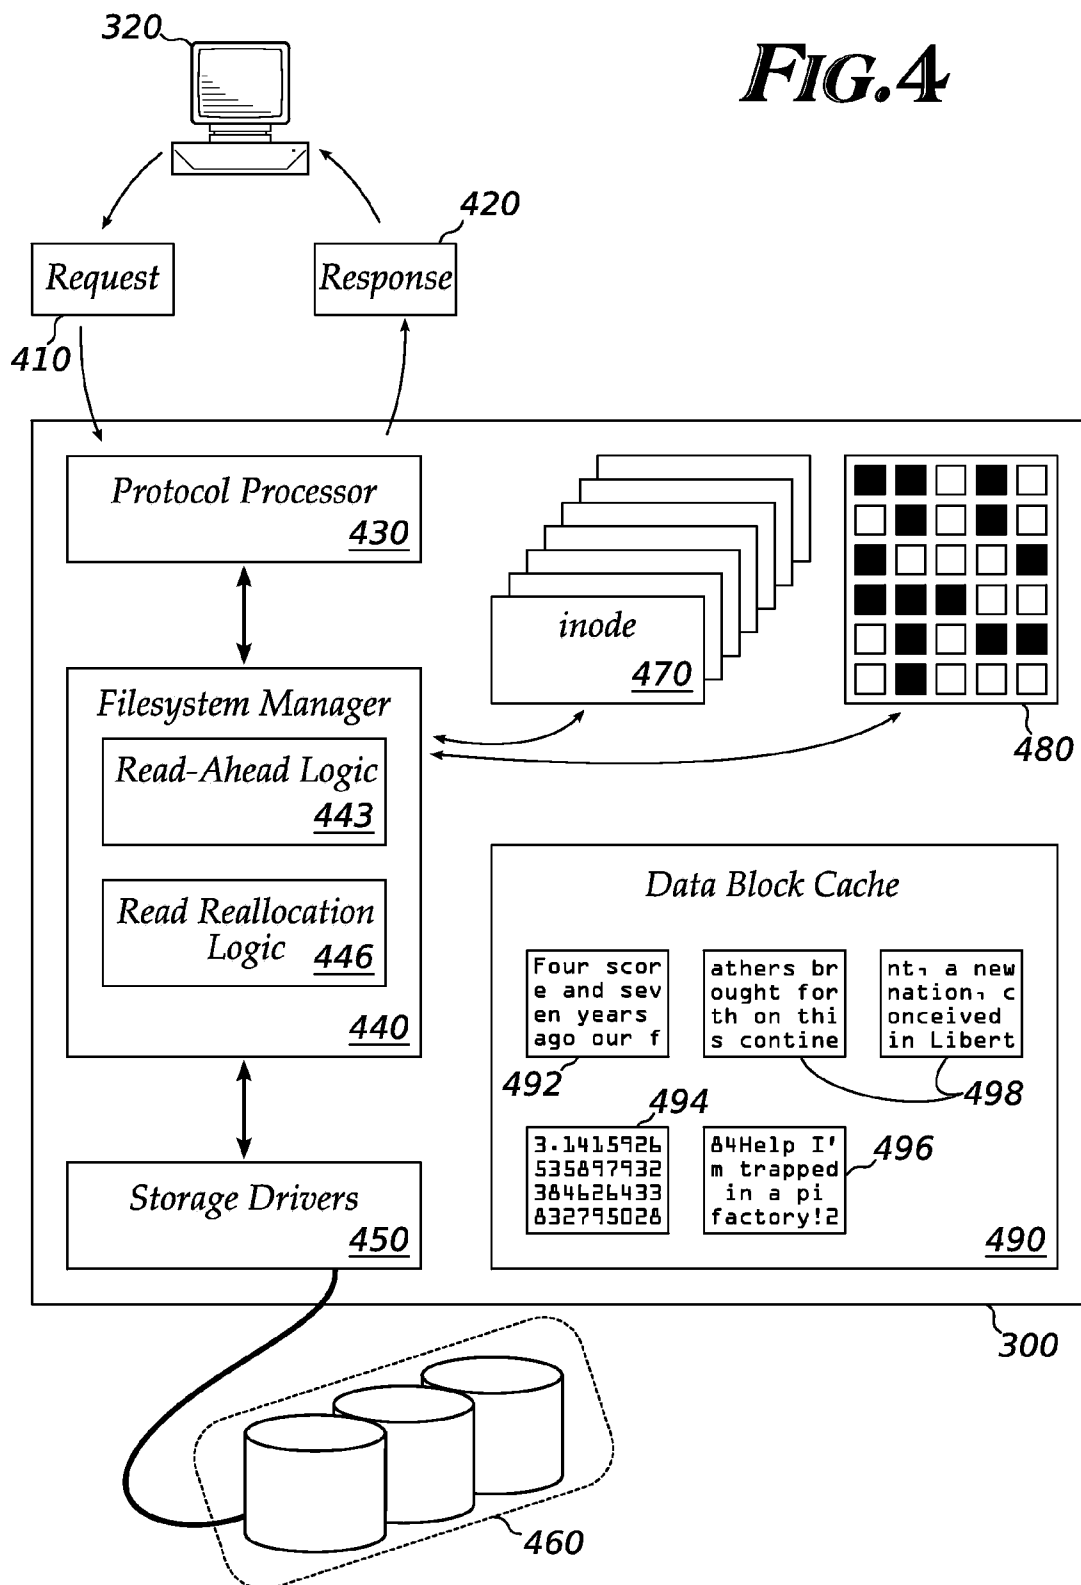 320
FIG.4
420
Request
Response
410
Protocol Processor
430
inode
470
480
Filesystem Manager
Read-Ahead Logic
443
Read Reallocation
Logic
446
440
Data Block Cache
Four scor
e and sev
en years
ago our f
492
athers br
ought for
th on thi
s contine
nt, a new
nation, c
onceived
in Libert
498
494
3.1415926
535897932
384626433
832795028
84Help I'
m trapped
in a pi
factory!2
496
490
Storage Drivers
450
300
460